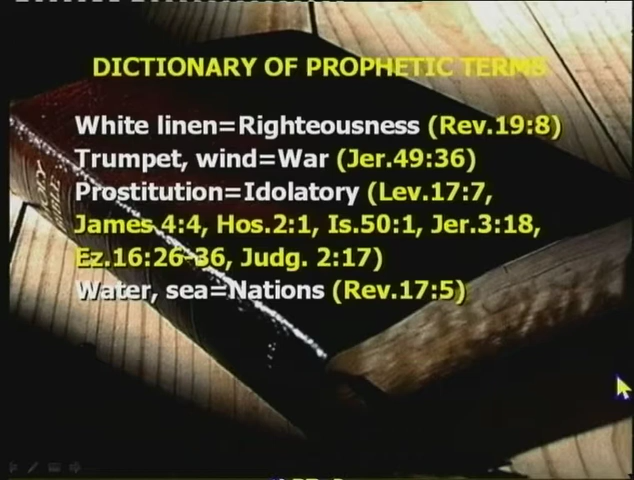 DICTIONARY OF PROPHETIC TERMS
White linen=Righteousness (Rev.19:8)
Trumpet, wind=War (Jer.49:36)
Prostitution=Idolatory (Lev.17:7,
James 4:4, Hos.2:1, Is.50:1, Jer.3:18,
Ez.16:26-36, Judg. 2:17)
Water, sea=Nations (Rev.17:5)